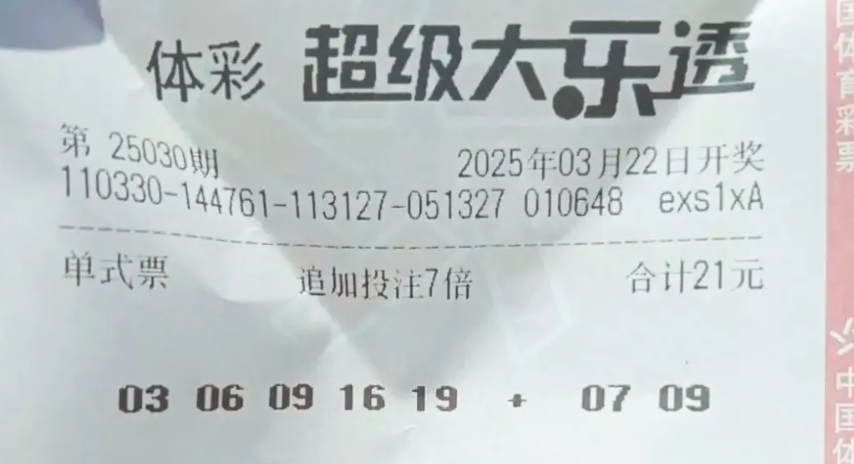 体彩 超级大乐透
第 25030期 2025年03月22日开奖
110330-144761-113127-051327 010648 exs1xA
单式票 追加投注7倍 合计21元
03 06 09 16 19 + 07 09
国体育彩票
中国体